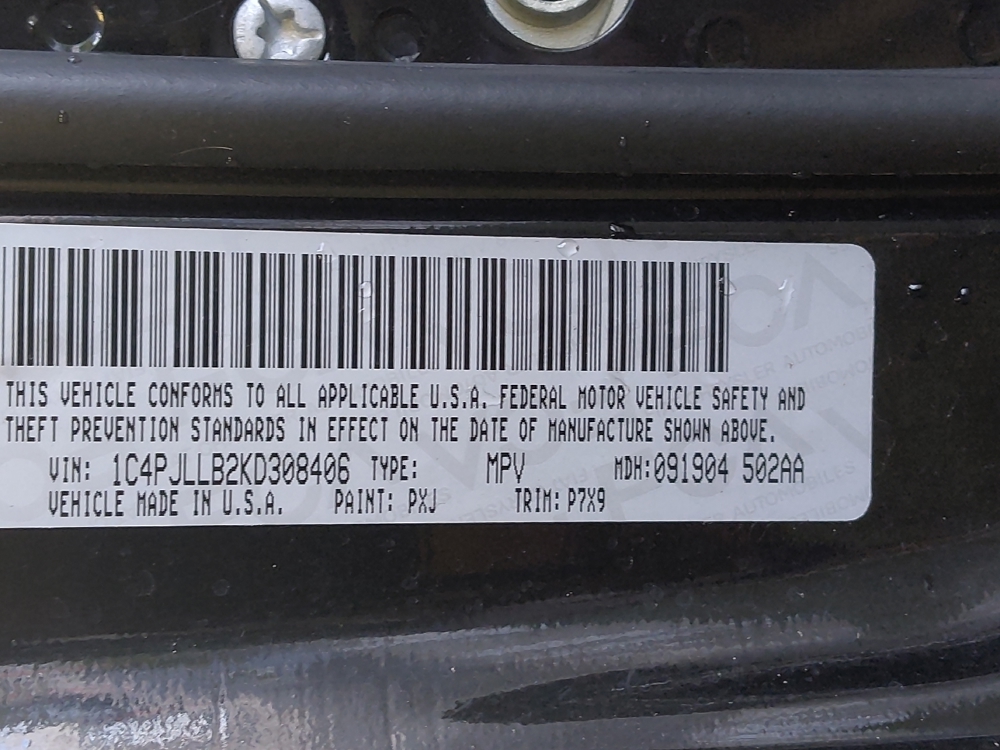 THIS VEHICLE CONFORMS TO ALL APPLICABLE U.S.A. FEDERAL MOTOR VEHICLE SAFETY AND
THEFT PREVENTION STANDARDS IN EFFECT ON THE DATE OF MANUFACTURE SHOWN ABOVE.
VIN: 1C4PJLLB2KD308406 TYPE: MPV MDH:091904 502AA
VEHICLE MADE IN U.S.A. PAINT: PXJ TRIM: P7X9